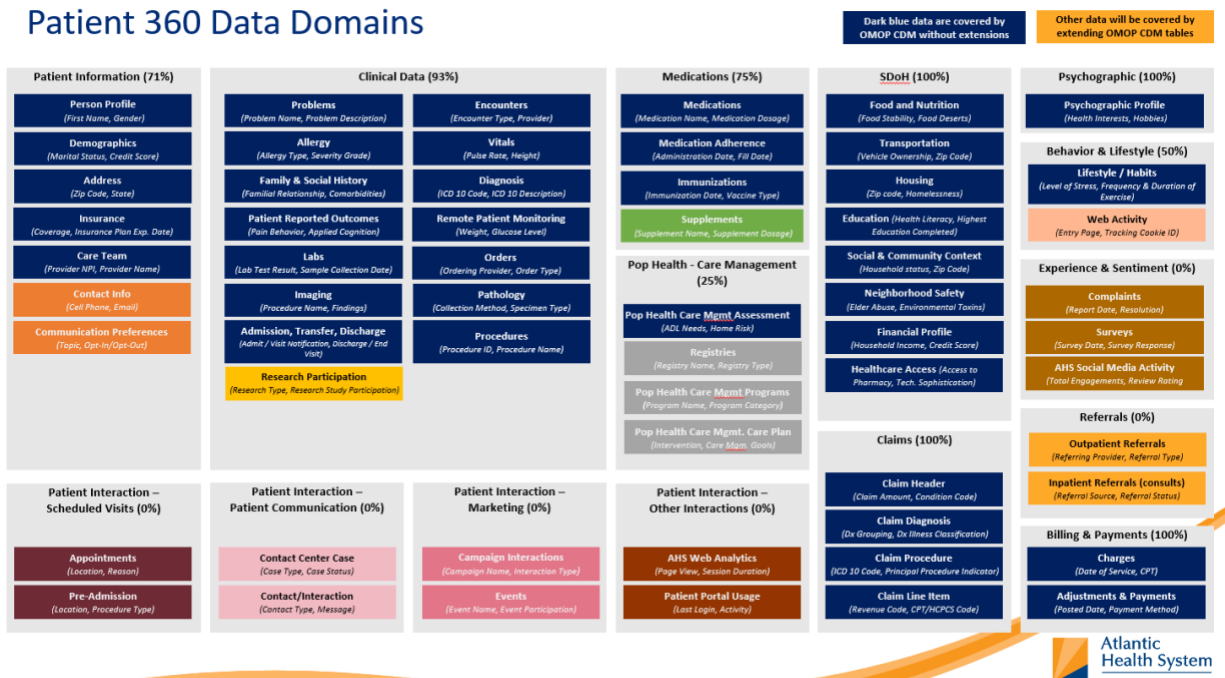 Patient 360 Data Domains
Dark blue data are covered by
OMOP CDM without extensions
Other data will be covered by
extending OMOP CDM tables
Patient Information (71%)
Person Profile
(First Name, Gender)
Demographics
(Marital Status, Credit Score)
Address
(Zip Code, State)
Insurance
(Coverage, Insurance Plan Exp. Date)
Care Team
(Provider NPI, Provider Name)
Contact Info
(Cell Phone, Email)
Communication Preferences
(Topic, Opt-In/Opt-Out)
Clinical Data (93%)
Problems
(Problem Name, Problem Description)
Allergy
(Allergy Type, Severity Grade)
Family & Social History
(Familial Relationship, Comorbidities)
Patient Reported Outcomes
(Pain Behavior, Applied Cognition)
Labs
(Lab Test Result, Sample Collection Date)
Imaging
(Procedure Name, Findings)
Admission, Transfer, Discharge
(Admit / Visit Notification, Discharge / End
Visit)
Research Participation
(Research Type, Research Study Participation)
Encounters
(Encounter Type, Provider)
Vitals
(Pulse Rate, Height)
Diagnosis
(ICD 10 Code, ICD 10 Description)
Remote Patient Monitoring
(Weight, Glucose Level)
Orders
(Ordering Provider, Order Type)
Pathology
(Collection Method, Specimen Type)
Procedures
(Procedure ID, Procedure Name)
Medications (75%)
Medications
(Medication Name, Medication Dosage)
Medication Adherence
(Administration Date, Fill Date)
Immunizations
(Immunization Date, Vaccine Type)
Supplements
(Supplement Name, Supplement Dosage)
Pop Health - Care Management
(25%)
Pop Health Care Mgmt Assessment
(ADL Needs, Home Risk)
Registries
(Registry Name, Registry Type)
Pop Health Care Mgmt Programs
(Program Name, Program Category)
Pop Health Care Mgmt. Care Plan
(Intervention, Care Mgm. Goals)
SDoH (100%)
Food and Nutrition
(Food Stability, Food Deserts)
Transportation
(Vehicle Ownership, Zip Code)
Housing
(Zip code, Homelessness)
Education (Health Literacy, Highest
Education Completed)
Social & Community Context
(Household status, Zip Code)
Neighborhood Safety
(Elder Abuse, Environmental Toxins)
Financial Profile
(Household Income, Credit Score)
Healthcare Access (Access to
Pharmacy, Tech. Sophistication)
Claims (100%)
Claim Header
(Claim Amount, Condition Code)
Claim Diagnosis
(Dx Grouping, Dx Illness Classification)
Claim Procedure
(ICD 10 Code, Principal Procedure Indicator)
Claim Line Item
(Revenue Code, CPT/HCPCS Code)
Psychographic (100%)
Psychographic Profile
(Health Interests, Hobbies)
Behavior & Lifestyle (50%)
Lifestyle / Habits
(Level of Stress, Frequency & Duration of
Exercise)
Web Activity
(Entry Page, Tracking Cookie ID)
Experience & Sentiment (0%)
Complaints
(Report Date, Resolution)
Surveys
(Survey Date, Survey Response)
AHS Social Media Activity
(Total Engagements, Review Rating
Referrals (0%)
Outpatient Referrals
(Referring Provider, Referral Type)
Inpatient Referrals (consults)
(Referral Source, Referral Status)
Billing & Payments (100%)
Charges
(Date of Service, CPT)
Adjustments & Payments
(Posted Date, Payment Method)
Patient Interaction –
Scheduled Visits (0%)
Appointments
(Location, Reason)
Pre-Admission
(Location, Procedure Type)
Patient Interaction –
Patient Communication (0%)
Contact Center Case
(Case Type, Case Status)
Contact/Interaction
(Contact Type, Message)
Patient Interaction –
Marketing (0%)
Campaign Interactions
(Campaign Name, Interaction Type)
Events
(Event Name, Event Participation)
Patient Interaction –
Other Interactions (0%)
AHS Web Analytics
(Page View, Session Duration)
Patient Portal Usage
(Last Login, Activity)
Atlantic
Health System